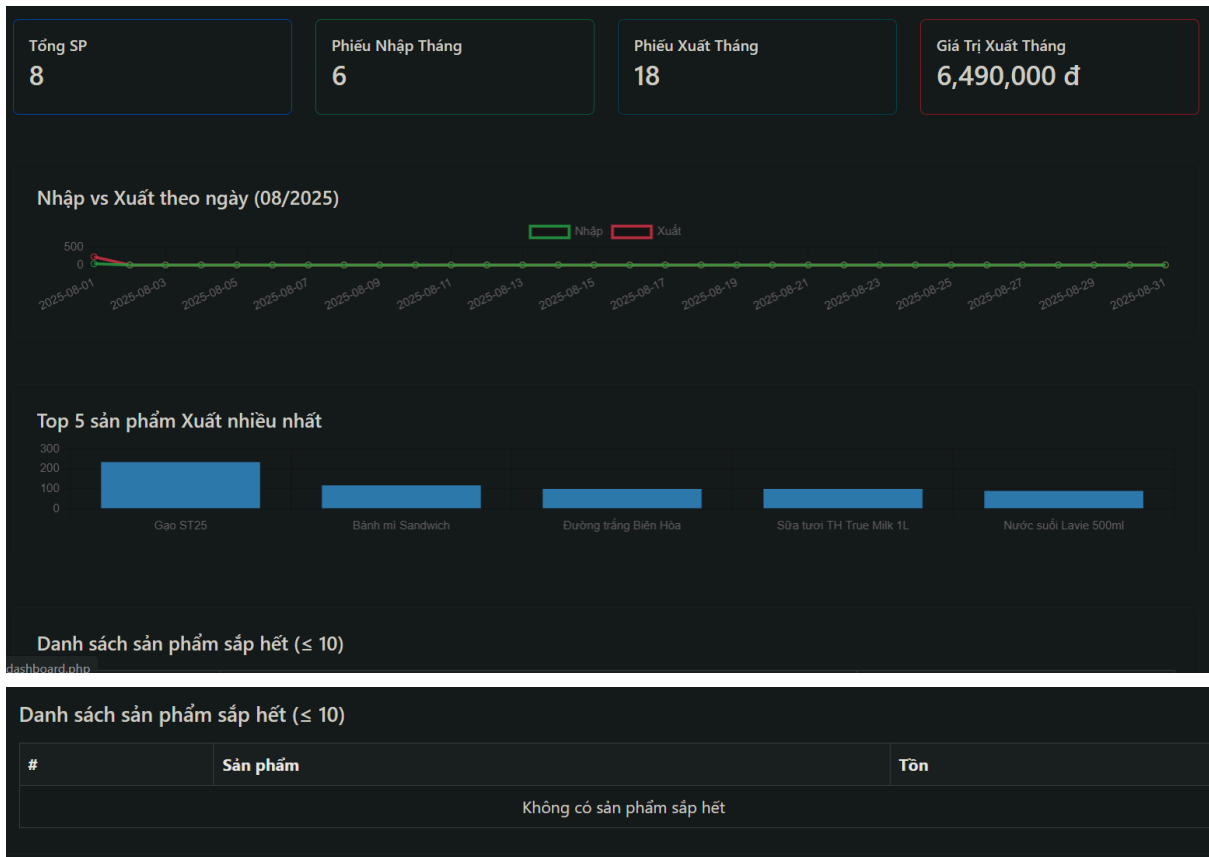 Tổng SP
8
Phiếu Nhập Tháng
6
Phiếu Xuất Tháng
18
Giá Trị Xuất Tháng
6,490,000 đ
Nhập vs Xuất theo ngày (08/2025)
Nhập Xuất
500
0
2025-08-01 2025-08-03 2025-08-05 2025-08-07 2025-08-09 2025-08-11 2025-08-13 2025-08-15 2025-08-17 2025-08-19 2025-08-21 2025-08-23 2025-08-25 2025-08-27 2025-08-29 2025-08-31
Top 5 sản phẩm Xuất nhiều nhất
300
200
100
0
Gạo ST25 Bánh mì Sandwich Đường trắng Biên Hòa Sữa tươi TH True Milk 1L Nước suối Lavie 500ml
Danh sách sản phẩm sắp hết (≤ 10)
dashboard.php
Danh sách sản phẩm sắp hết (≤ 10)
# Sản phẩm Tồn
Không có sản phẩm sắp hết